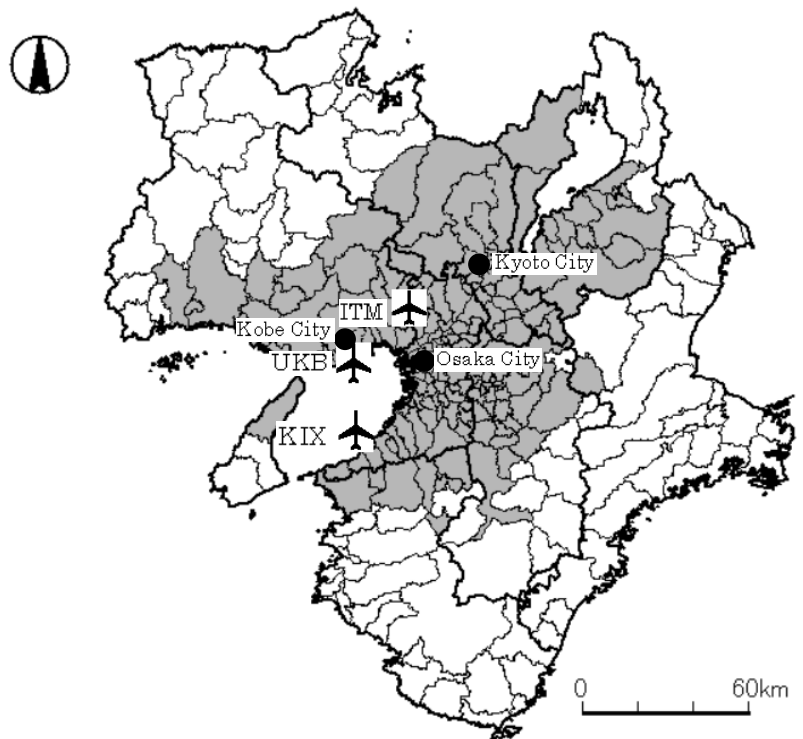 Kyoto City
ITM
Kobe City
UKB
Osaka City
KIX
0 60km